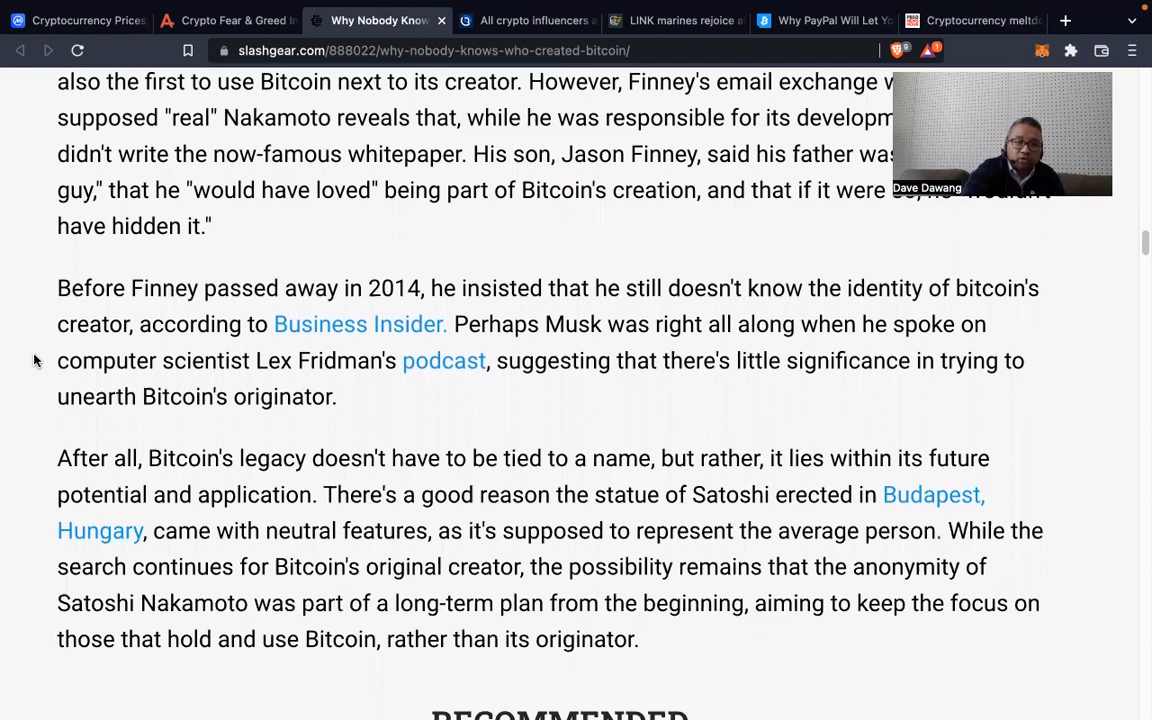 Cryptocurrency Prices,
Crypto Fear & Greed In
Why Nobody Know
All crypto influencers a
LINK marines rejoice a
Why PayPal Will Let Yo
Cryptocurrency meltdo
slashgear.com/888022/why-nobody-knows-who-created-bitcoin/
9
1
also the first to use Bitcoin next to its creator. However, Finney's email exchange w
supposed "real" Nakamoto reveals that, while he was responsible for its developm
didn't write the now-famous whitepaper. His son, Jason Finney, said his father was
guy," that he "would have loved" being part of Bitcoin's creation, and that if it were so, he "wouldn't
have hidden it."
Dave Dawang
Before Finney passed away in 2014, he insisted that he still doesn't know the identity of bitcoin's
creator, according to Business Insider. Perhaps Musk was right all along when he spoke on
computer scientist Lex Fridman's podcast, suggesting that there's little significance in trying to
unearth Bitcoin's originator.
After all, Bitcoin's legacy doesn't have to be tied to a name, but rather, it lies within its future
potential and application. There's a good reason the statue of Satoshi erected in Budapest,
Hungary, came with neutral features, as it's supposed to represent the average person. While the
search continues for Bitcoin's original creator, the possibility remains that the anonymity of
Satoshi Nakamoto was part of a long-term plan from the beginning, aiming to keep the focus on
those that hold and use Bitcoin, rather than its originator.
RECOMMENDED